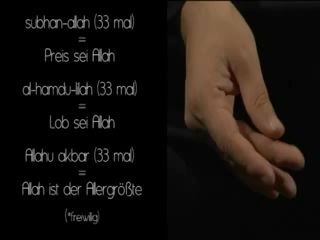 subhan-allah (33 mal)
=
Preis sei Allah
al-hamdu-lilah (33 mal)
=
Lob sei Allah
Allahu akbar (33 mal)
=
Allah ist der Allergrößte
(*freiwillig)